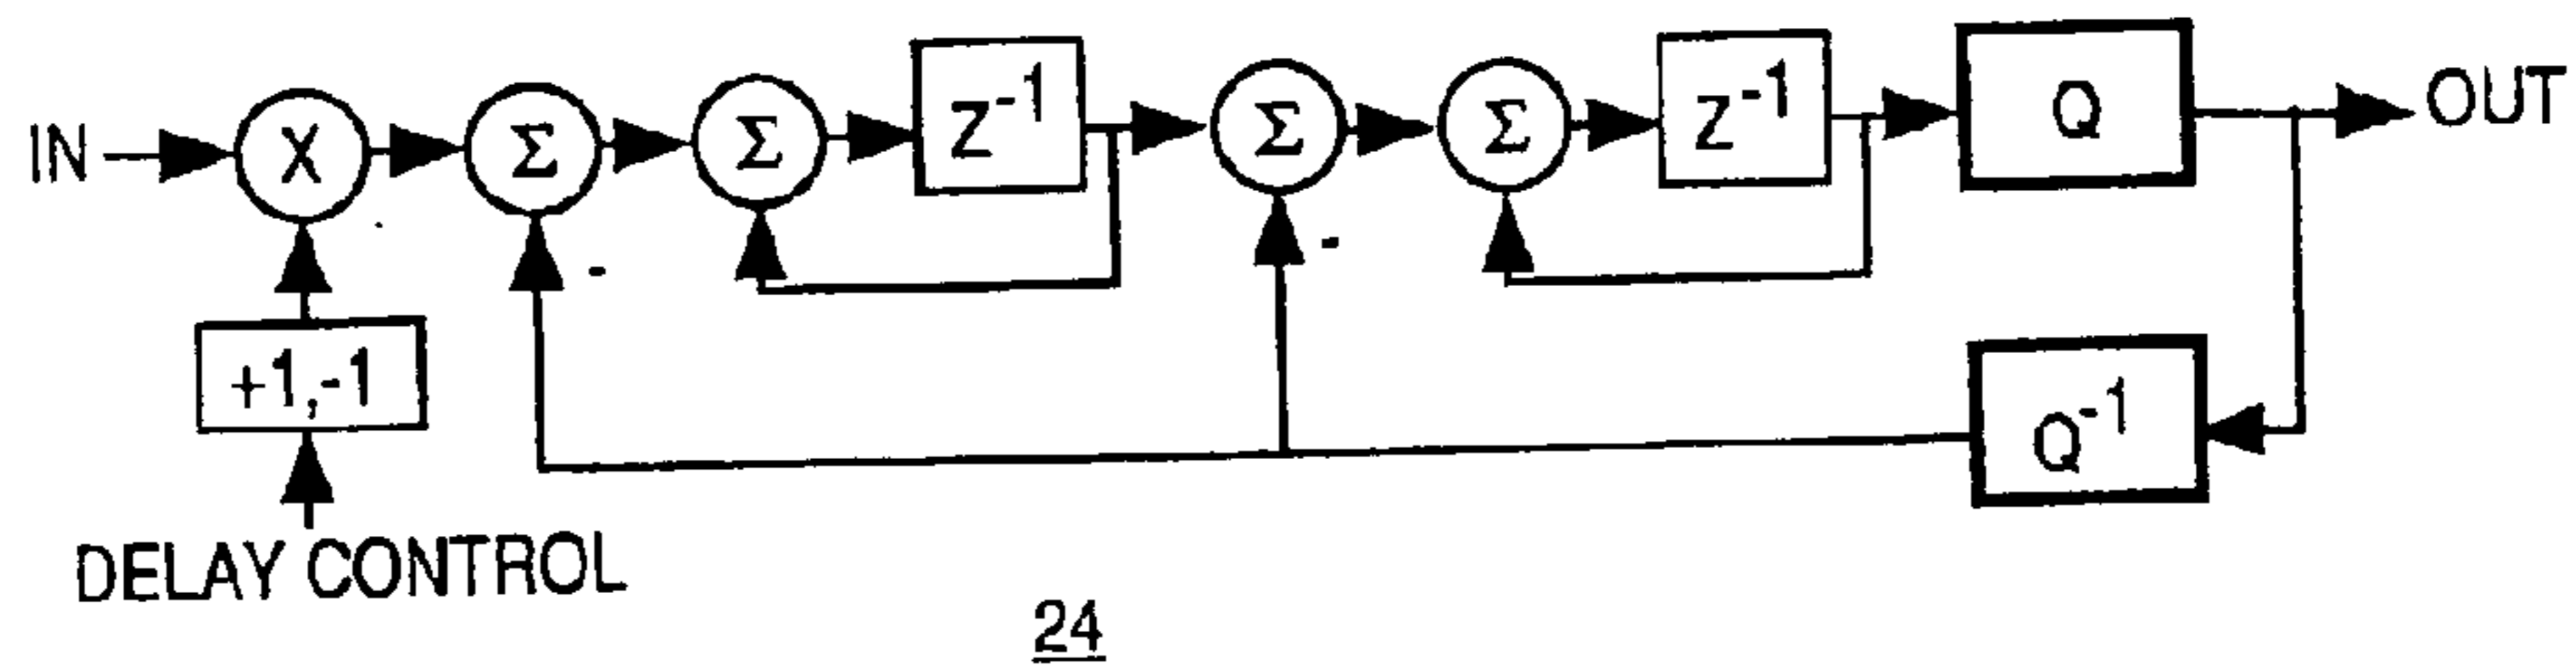 IN
X
Σ
Σ
Z-1
Σ
Σ
Z-1
Q
OUT
-
-
+1,-1
Q-1
DELAY CONTROL
24